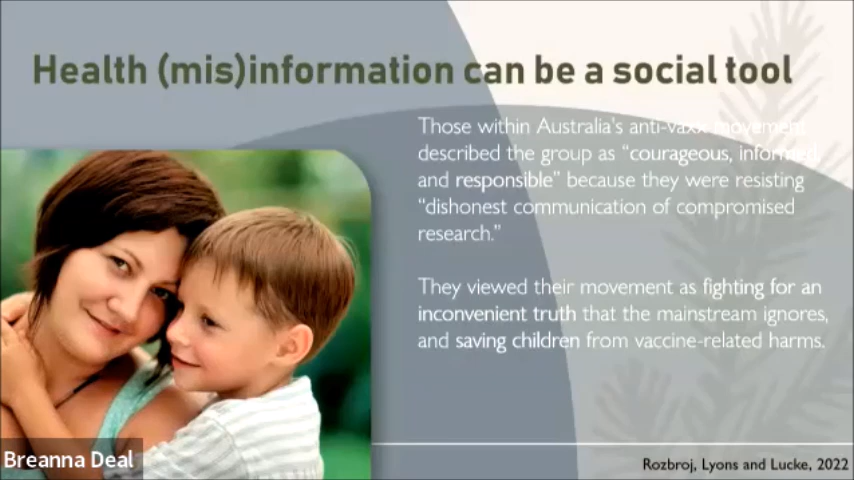 Health (mis)information can be a social tool
Those within Australia's anti-vaxx movement
described the group as “courageous, informed,
and responsible” because they were resisting
“dishonest communication of compromised
research.”
They viewed their movement as fighting for an
inconvenient truth that the mainstream ignores,
and saving children from vaccine-related harms.
Breanna Deal
Rozbroj, Lyons and Lucke, 2022